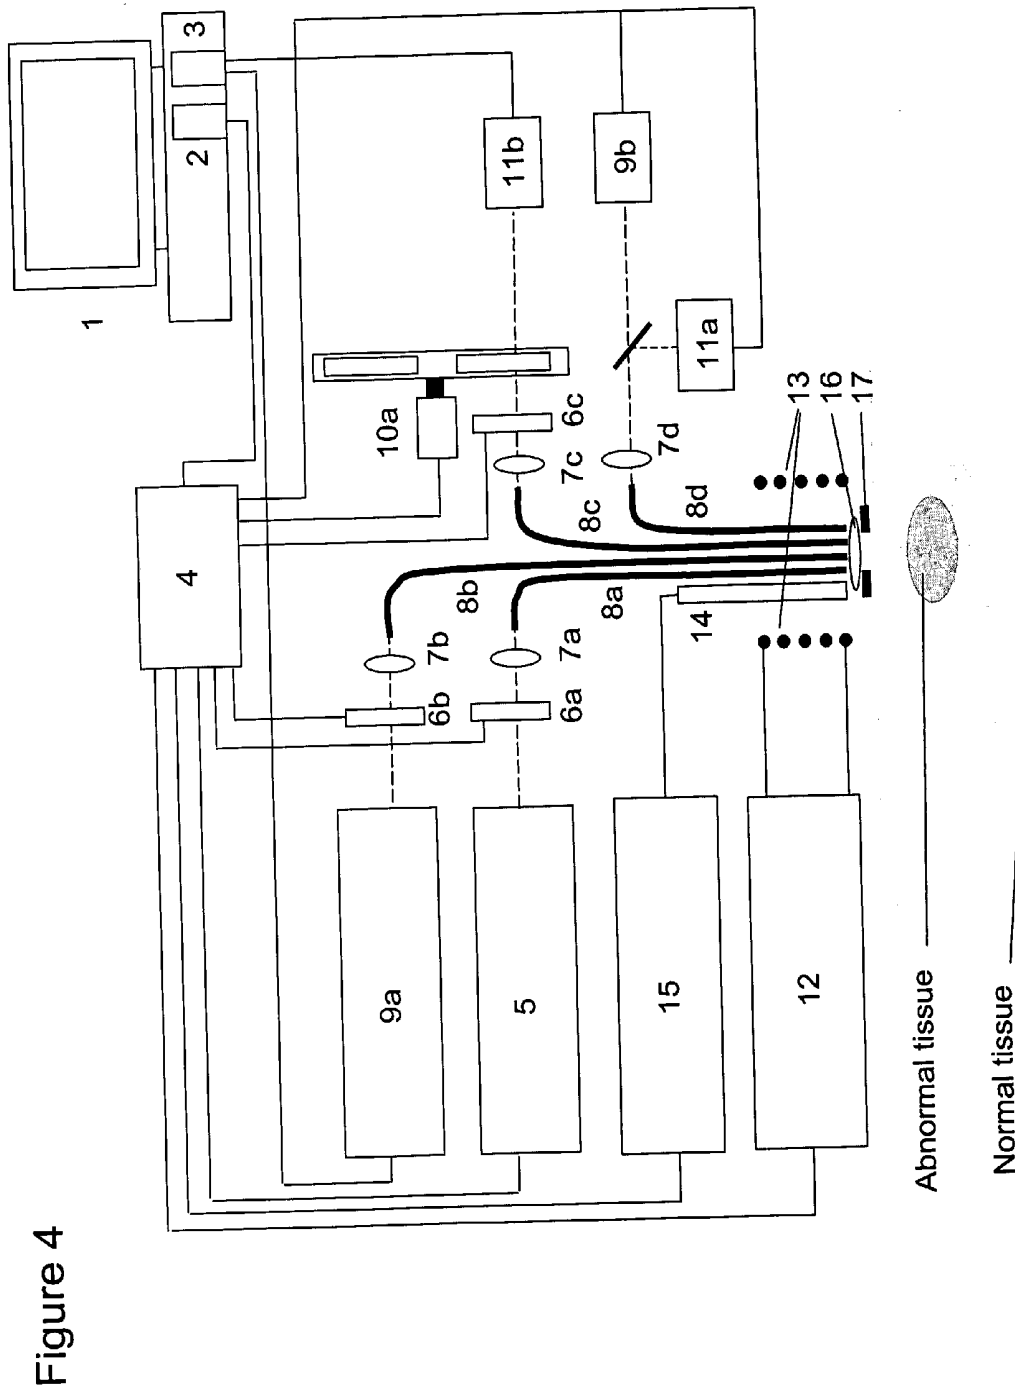 Figure 4
1
2
3
4
11b
9b
11a
10a
6c
7c
7d
8c
8d
8b
8a
7b
7a
6b
6a
14
13
16
17
9a
5
15
12
Abnormal tissue
Normal tissue